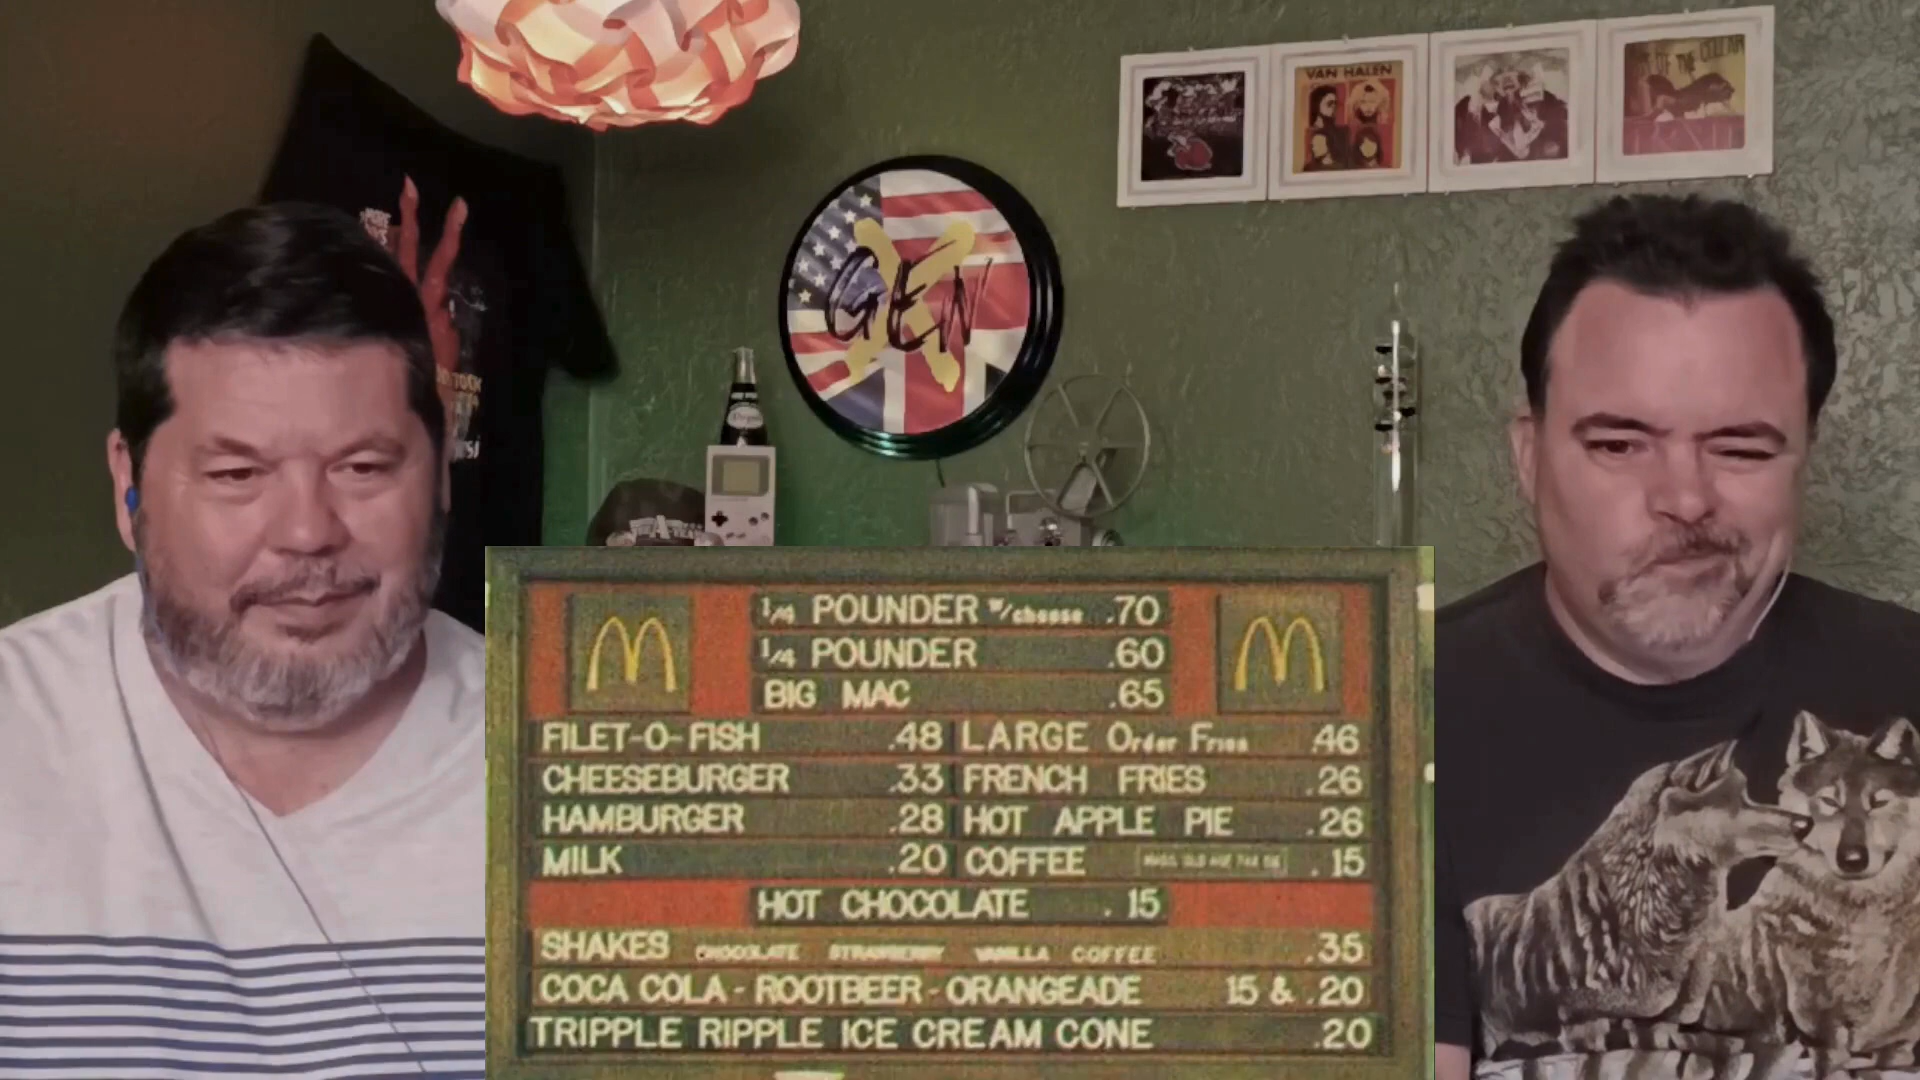 VAN HALEN
GEN X
1/4 POUNDER w/cheese .70
1/4 POUNDER .60
BIG MAC .65
FILET-O-FISH .48 LARGE Order Fries .46
CHEESEBURGER .33 FRENCH FRIES .26
HAMBURGER .28 HOT APPLE PIE .26
MILK .20 COFFEE .15
HOT CHOCOLATE .15
SHAKES CHOCOLATE STRAWBERRY VANILLA COFFEE .35
COCA COLA - ROOTBEER - ORANGEADE 15 & .20
TRIPPLE RIPPLE ICE CREAM CONE .20